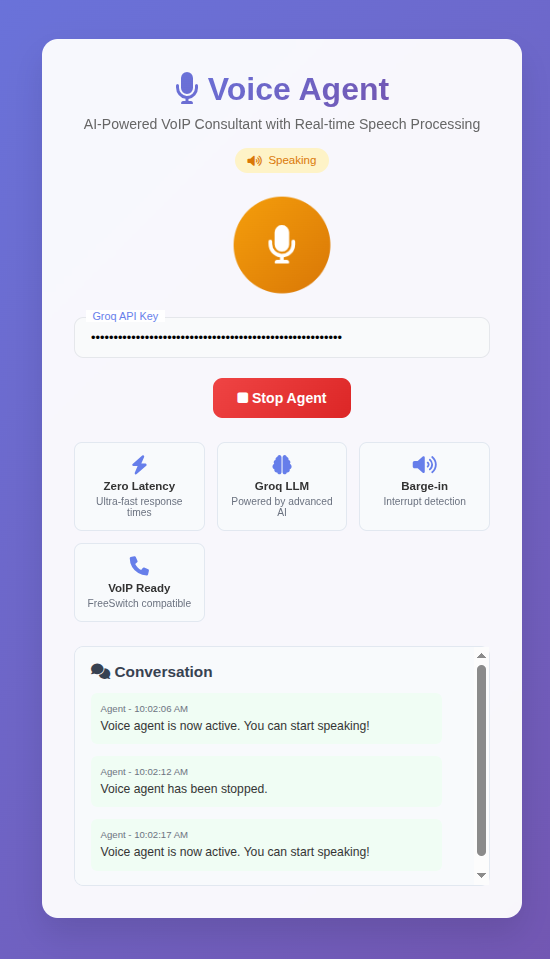 Voice Agent
AI-Powered VoIP Consultant with Real-time Speech Processing
Speaking
Groq API Key
••••••••••••••••••••••••••••••••••••••••••••••••••••••••
Stop Agent
Zero Latency
Ultra-fast response
times
Groq LLM
Powered by advanced
AI
Barge-in
Interrupt detection
VoIP Ready
FreeSwitch compatible
Conversation
Agent - 10:02:06 AM
Voice agent is now active. You can start speaking!
Agent - 10:02:12 AM
Voice agent has been stopped.
Agent - 10:02:17 AM
Voice agent is now active. You can start speaking!